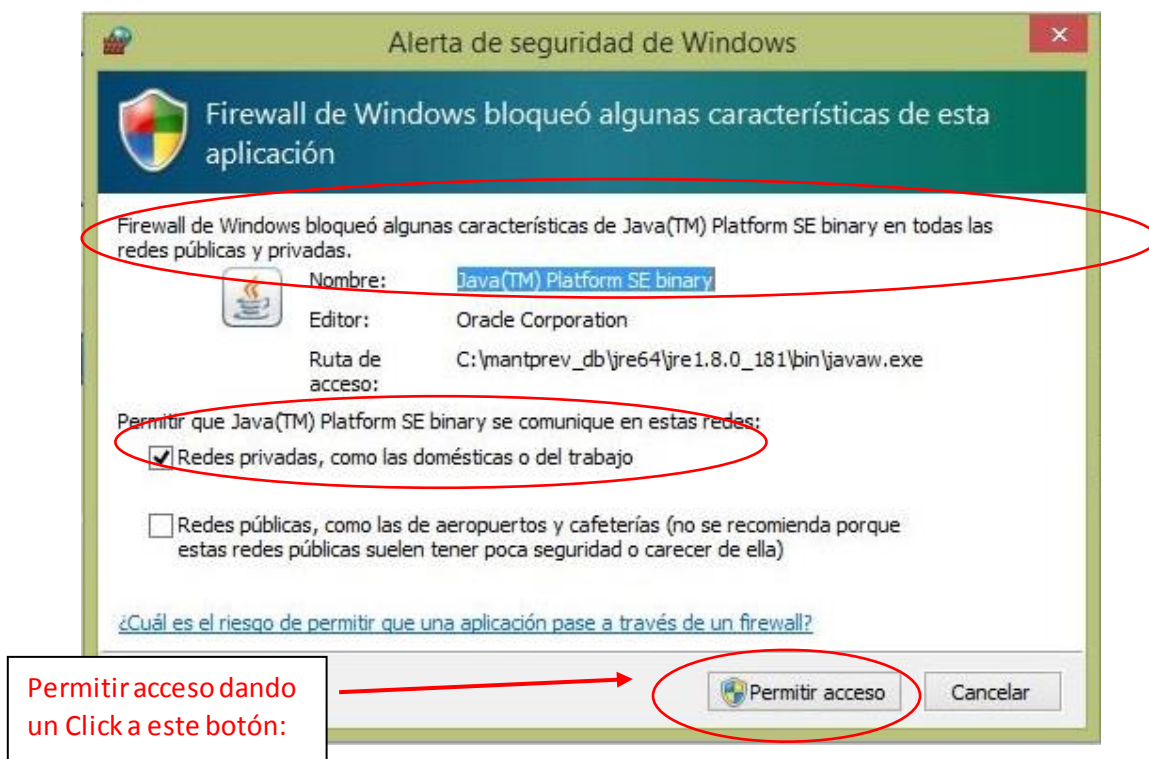 Alerta de seguridad de Windows
Firewall de Windows bloqueó algunas características de esta
aplicación
Firewall de Windows bloqueó algunas características de Java(TM) Platform SE binary en todas las
redes públicas y privadas.
Nombre: Java(TM) Platform SE binary
Editor: Oracle Corporation
Ruta de C:\mantprev_db\jre64\jre1.8.0_181\bin\javaw.exe
acceso:
Permitir que Java(TM) Platform SE binary se comunique en estas redes:
Redes privadas, como las domésticas o del trabajo
Redes públicas, como las de aeropuertos y cafeterías (no se recomienda porque
estas redes públicas suelen tener poca seguridad o carecer de ella)
¿Cuál es el riesgo de permitir que una aplicación pase a través de un firewall?
Permitir acceso dando
un Click a este botón:
Permitir acceso Cancelar